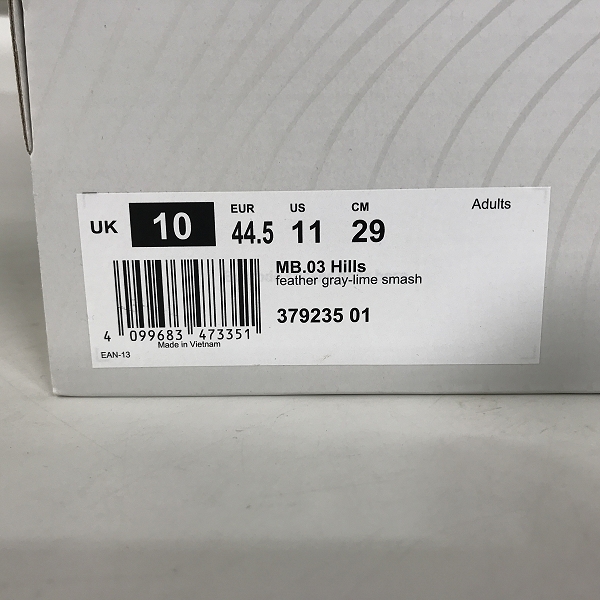 UK 10 EUR 44.5 US 11 CM 29 Adults
MB.03 Hills
feather gray-lime smash
379235 01
4 099683 473351
Made in Vietnam
EAN-13